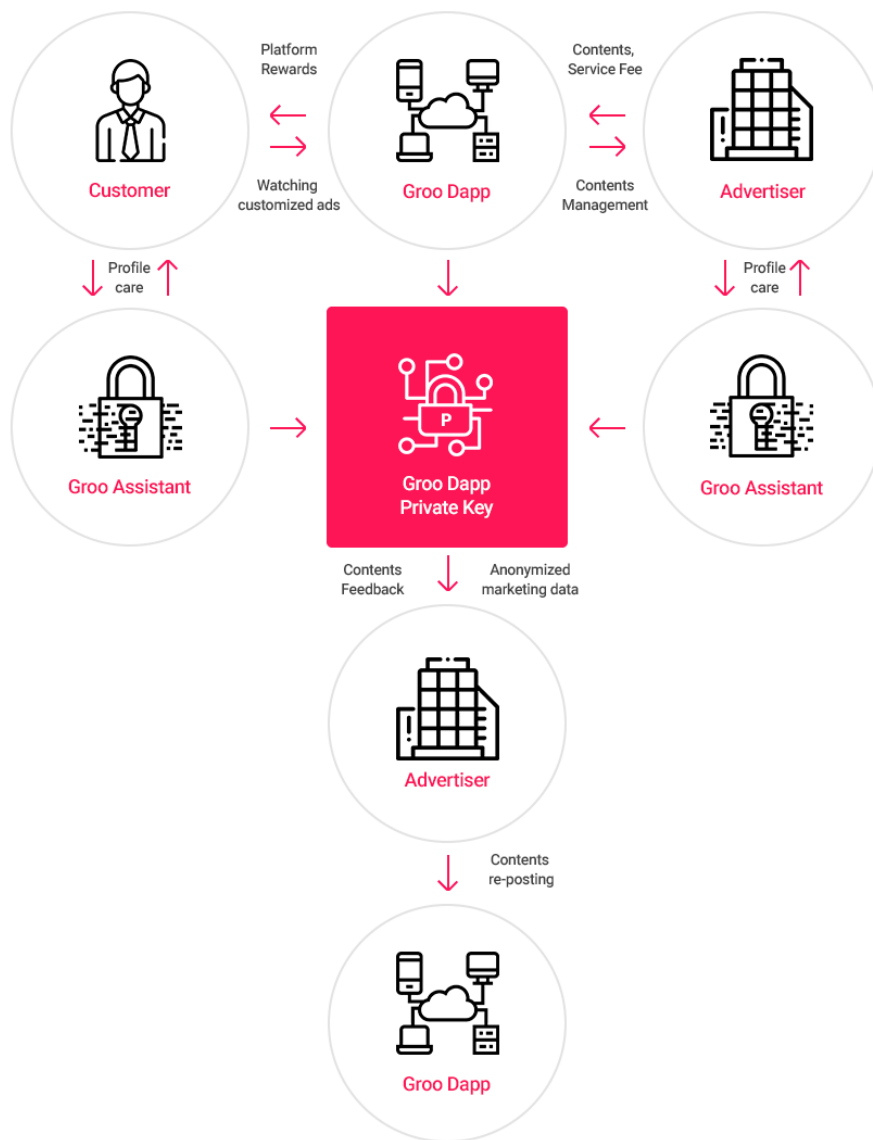 Platform
Rewards
Contents,
Service Fee
Customer
Watching
customized ads
Groo Dapp
Contents
Management
Advertiser
Profile
care
Profile
care
Groo Assistant
P
Groo Dapp
Private Key
Groo Assistant
Contents
Feedback
Anonymized
marketing data
Advertiser
Contents
re-posting
Groo Dapp